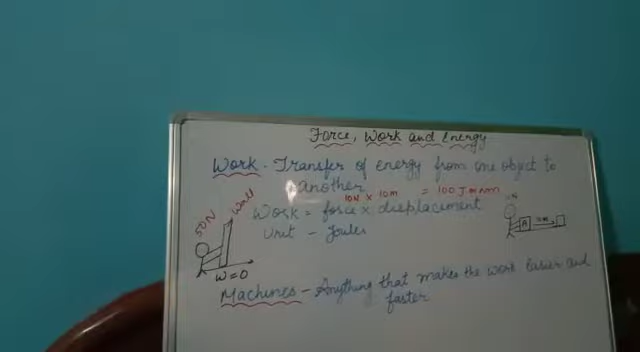 Force, Work and Energy
Work - Transfer of energy from one object to
another
10N x 10m = 100J
Work = force x displacement
Unit - Joules
50N
Wall
W = 0
A
Machines - Anything that makes the work easier and
faster